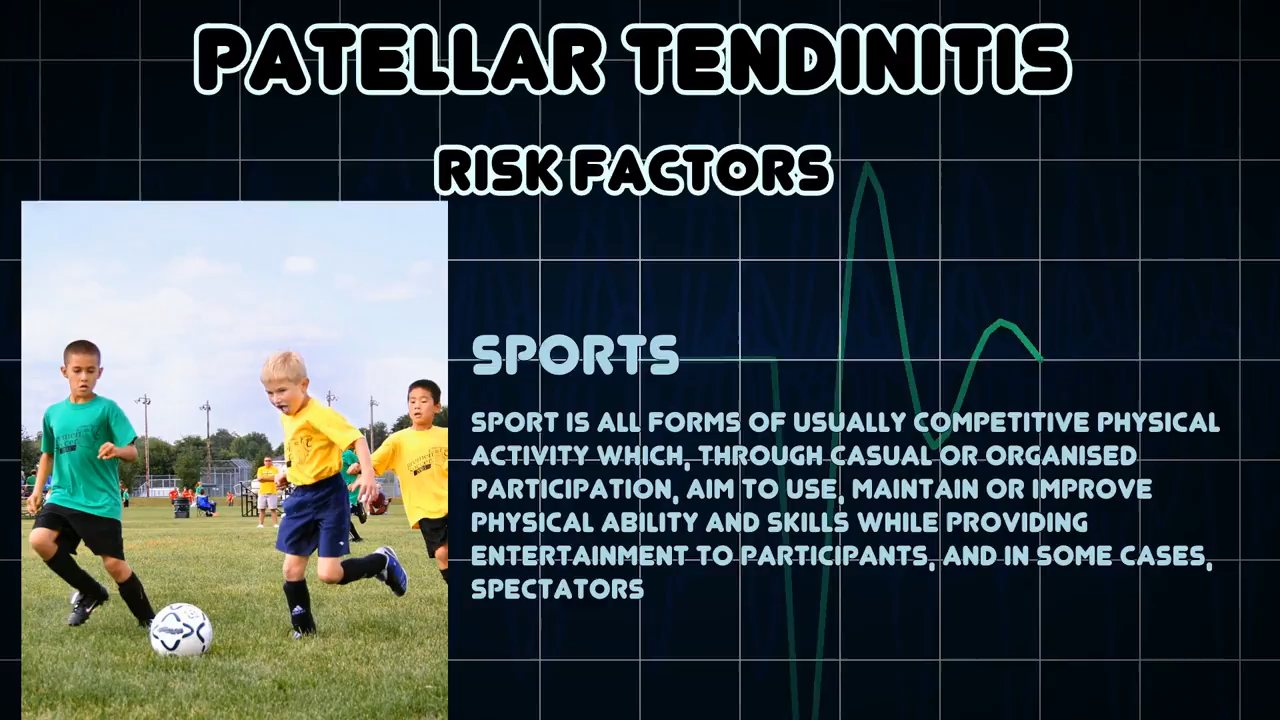 PATELLAR TENDINITIS
RISK FACTORS
SPORTS
SPORT IS ALL FORMS OF USUALLY COMPETITIVE PHYSICAL
ACTIVITY WHICH, THROUGH CASUAL OR ORGANISED
PARTICIPATION, AIM TO USE, MAINTAIN OR IMPROVE
PHYSICAL ABILITY AND SKILLS WHILE PROVIDING
ENTERTAINMENT TO PARTICIPANTS, AND IN SOME CASES,
SPECTATORS